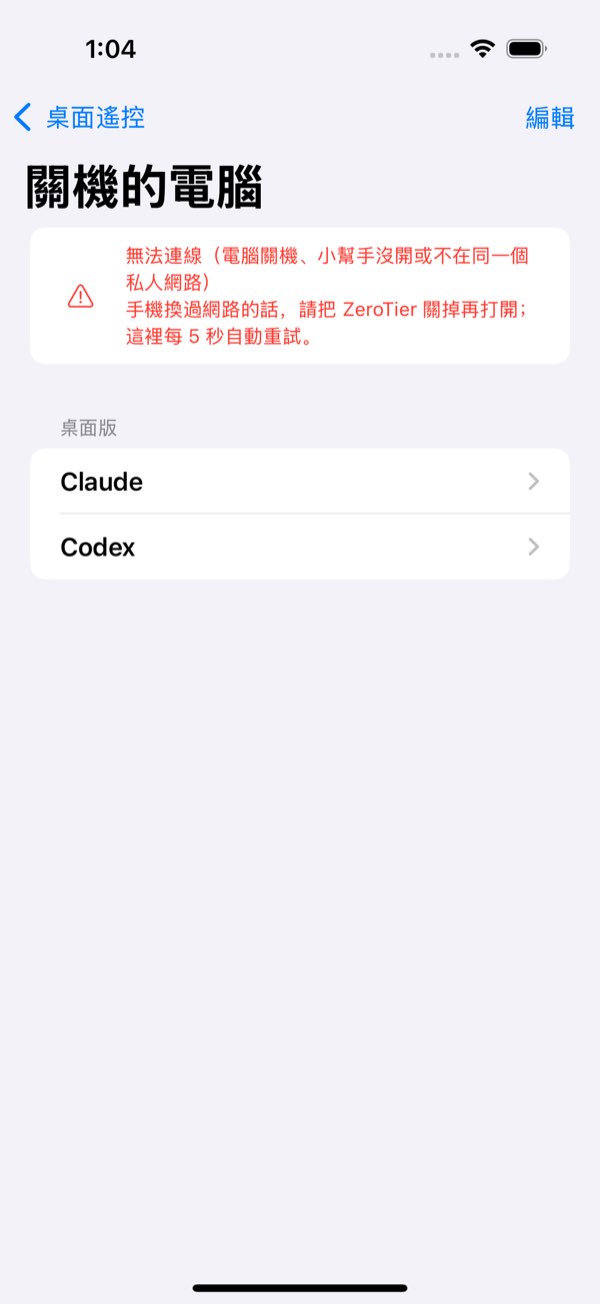 1:04
桌面遙控
編輯
關機的電腦
無法連線（電腦關機、小幫手沒開或不在同一個
私人網路）
手機換過網路的話，請把 ZeroTier 關掉再打開；
這裡每 5 秒自動重試。
桌面版
Claude
Codex